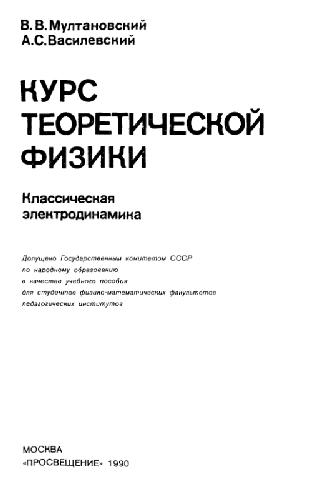 В. В. Мултановский
А. С. Василевский
КУРС
ТЕОРЕТИЧЕСКОЙ
ФИЗИКИ
Классическая
электродинамика
Допущено Государственным комитетом СССР
по народному образованию
в качестве учебного пособия
для студентов физико-математических факультетов
педагогических институтов
МОСКВА
«ПРОСВЕЩЕНИЕ» 1990